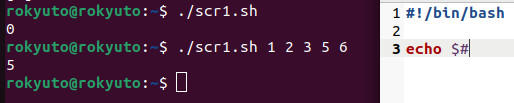 rokyuto@rokyuto:~$ ./scr1.sh
0
rokyuto@rokyuto:~$ ./scr1.sh 1 2 3 5 6
5
rokyuto@rokyuto:~$
1 #!/bin/bash
2
3 echo $#